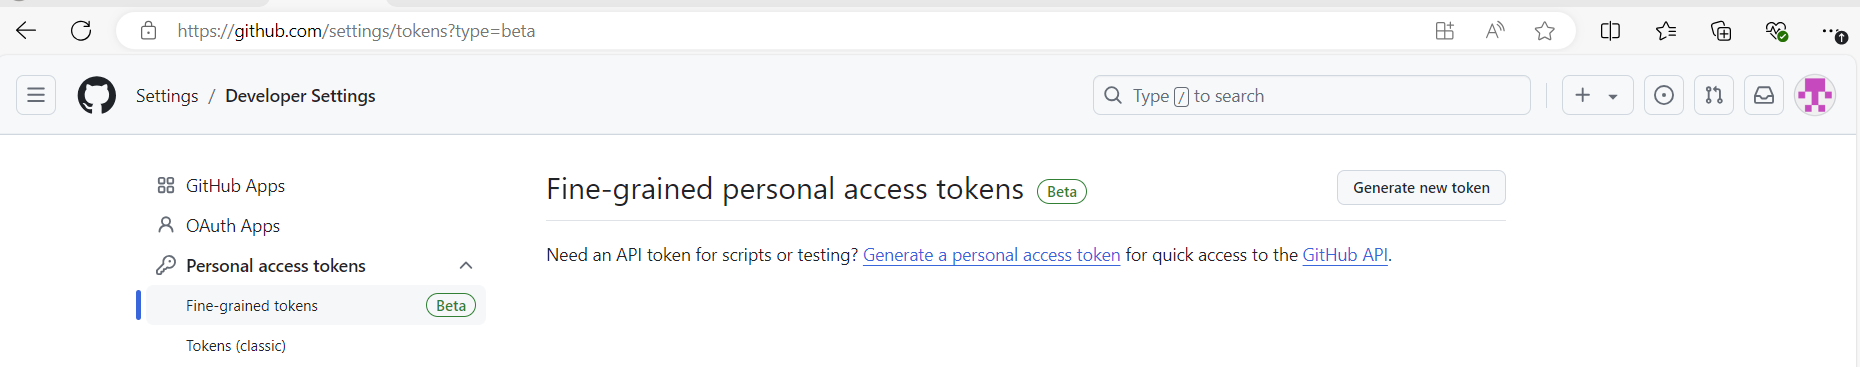 https://github.com/settings/tokens?type=beta
Settings / Developer Settings
Type / to search
GitHub Apps
OAuth Apps
Personal access tokens
Fine-grained tokens Beta
Tokens (classic)
Fine-grained personal access tokens Beta
Generate new token
Need an API token for scripts or testing? Generate a personal access token for quick access to the GitHub API.